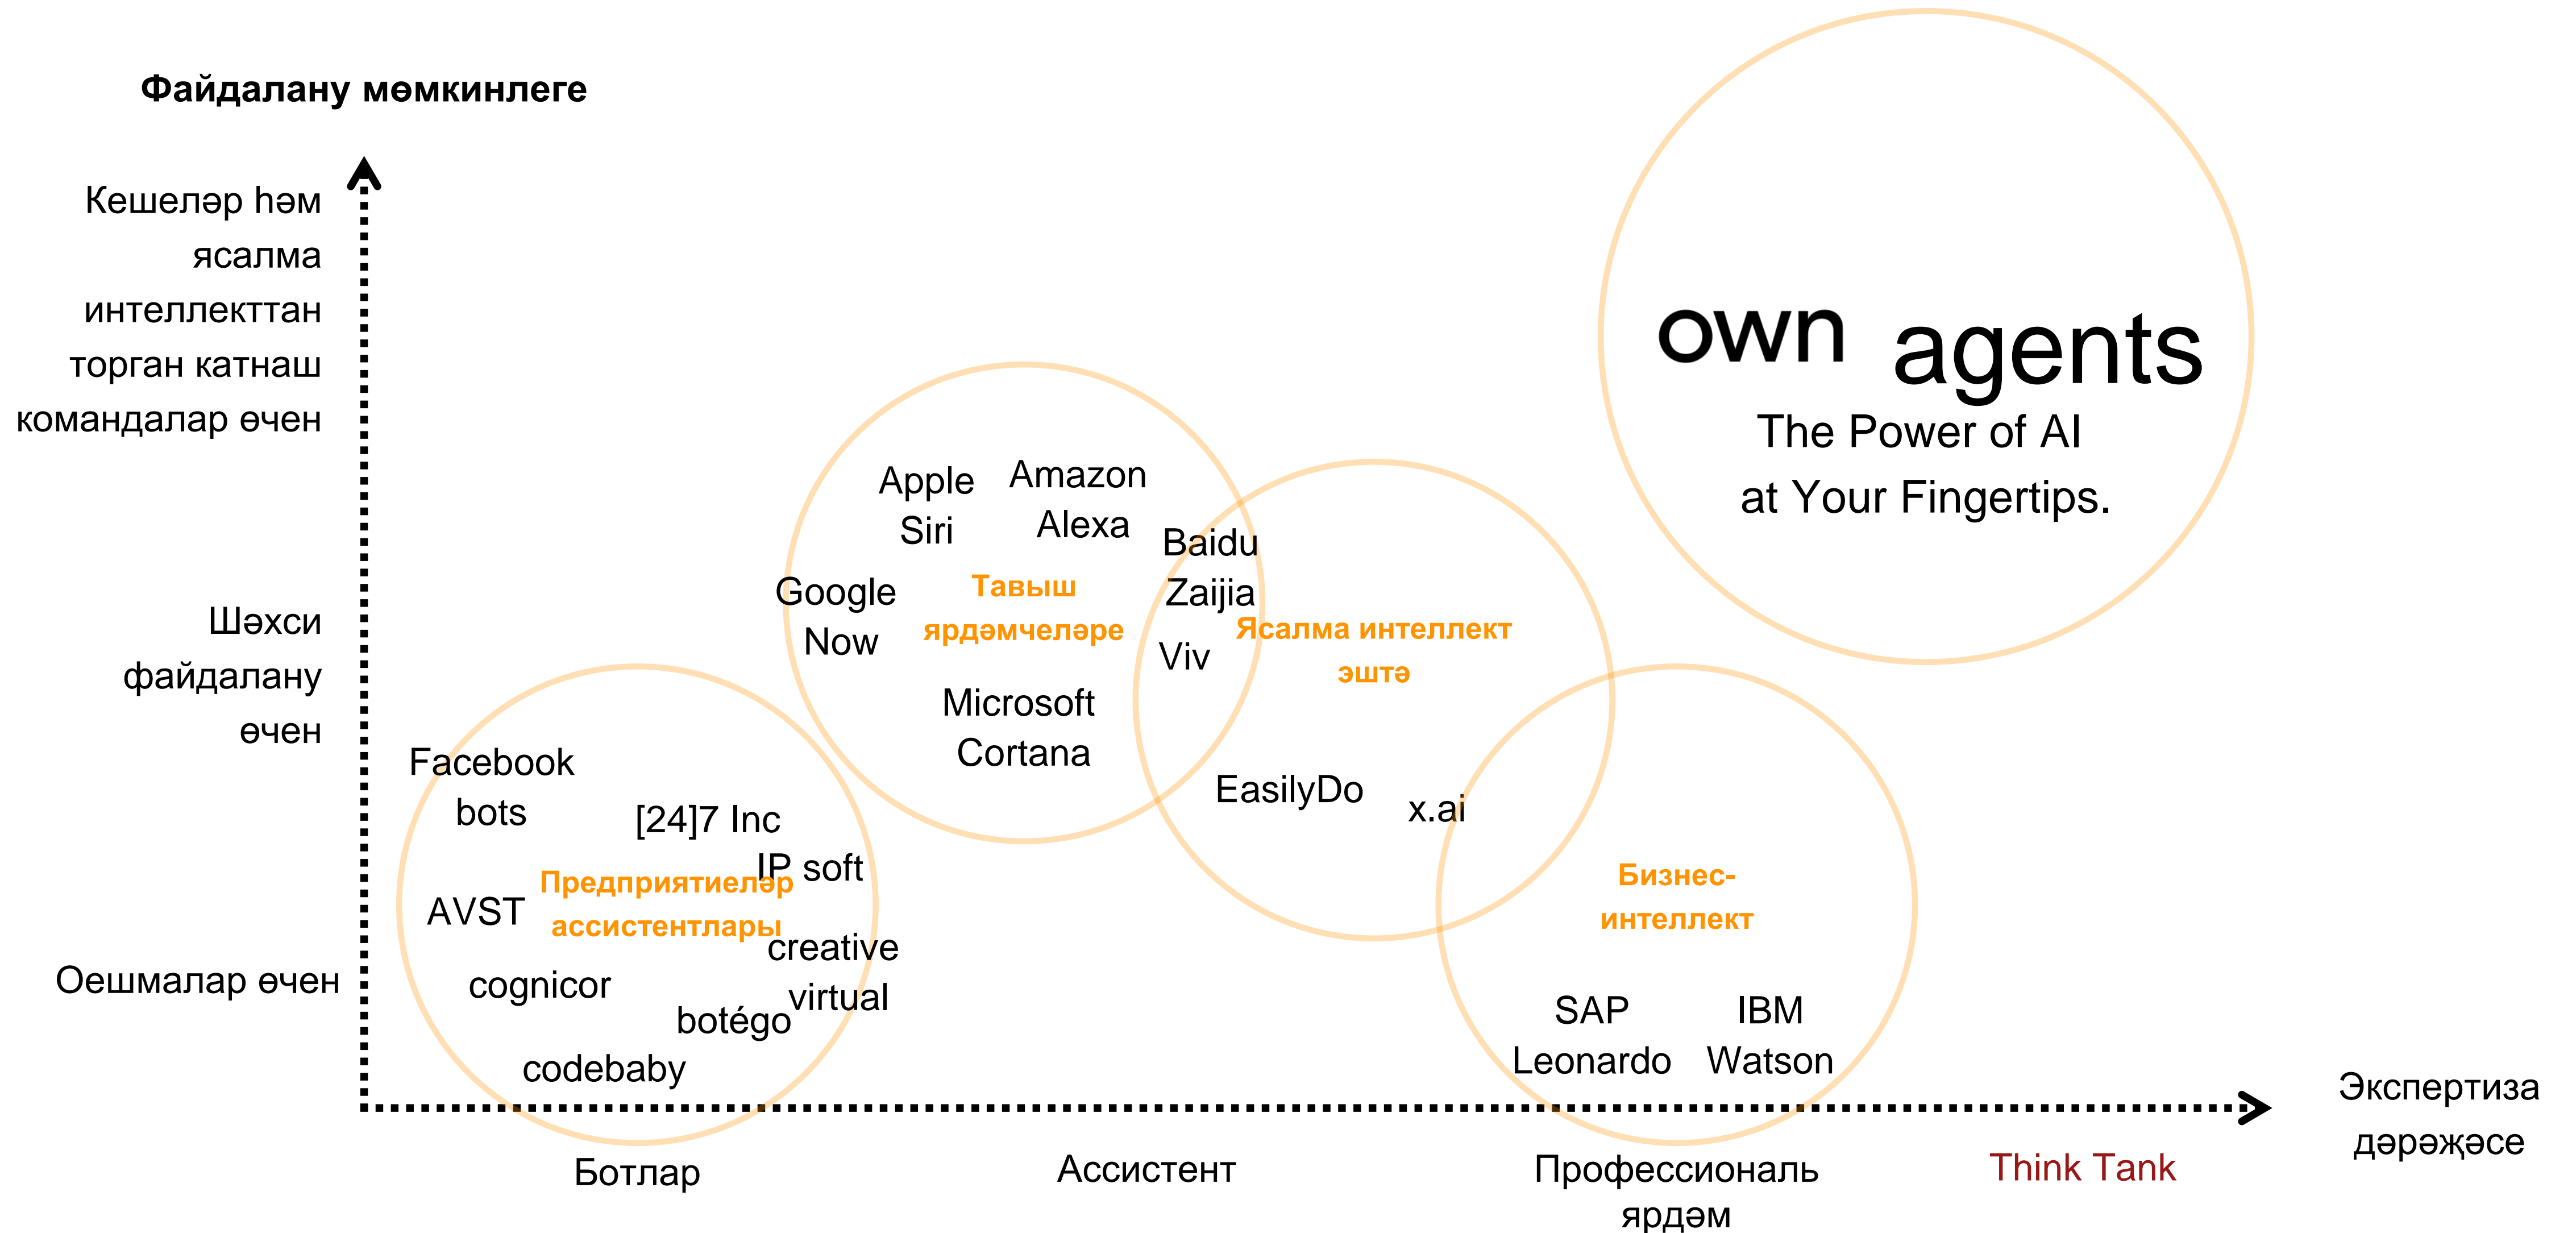 Файдалану мөмкинлеге
Кешеләр һәм
ясалма
интеллекттан
торган катнаш
командалар өчен
Шәхси
файдалану
өчен
Оешмалар өчен
own agents
The Power of AI
at Your Fingertips.
Apple
Siri
Amazon
Alexa
Baidu
Zaijia
Google
Now
Тавыш
ярдәмчеләре
Viv
Microsoft
Cortana
Ясалма интеллект
эштә
EasilyDo
x.ai
Facebook
bots
[24]7 Inc
IP soft
Предприятиеләр
ассистентлары
AVST
creative
virtual
cognicor
botégo
codebaby
Бизнес-
интеллект
SAP
Leonardo
IBM
Watson
Ботлар
Ассистент
Профессиональ
ярдәм
Think Tank
Экспертиза
дәрәҗәсе